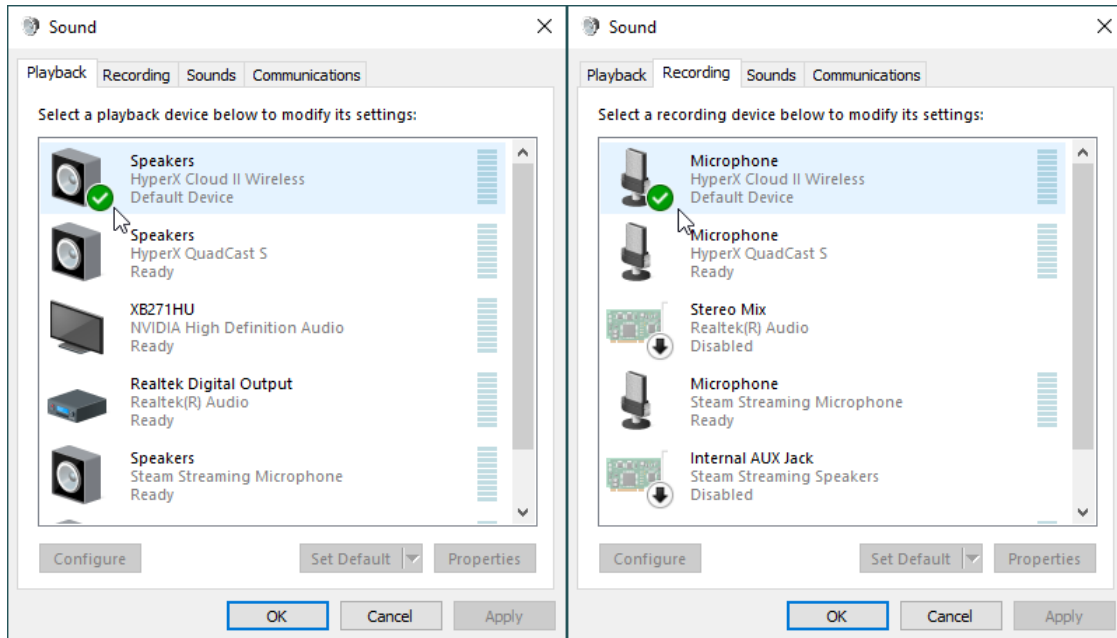 Sound
Playback Recording Sounds Communications
Select a playback device below to modify its settings:
Speakers
HyperX Cloud II Wireless
Default Device
Speakers
HyperX QuadCast S
Ready
XB271HU
NVIDIA High Definition Audio
Ready
Realtek Digital Output
Realtek(R) Audio
Ready
Speakers
Steam Streaming Microphone
Ready
Configure Set Default Properties
OK Cancel Apply
Sound
Playback Recording Sounds Communications
Select a recording device below to modify its settings:
Microphone
HyperX Cloud II Wireless
Default Device
Microphone
HyperX QuadCast S
Ready
Stereo Mix
Realtek(R) Audio
Disabled
Microphone
Steam Streaming Microphone
Ready
Internal AUX Jack
Steam Streaming Speakers
Disabled
Configure Set Default Properties
OK Cancel Apply